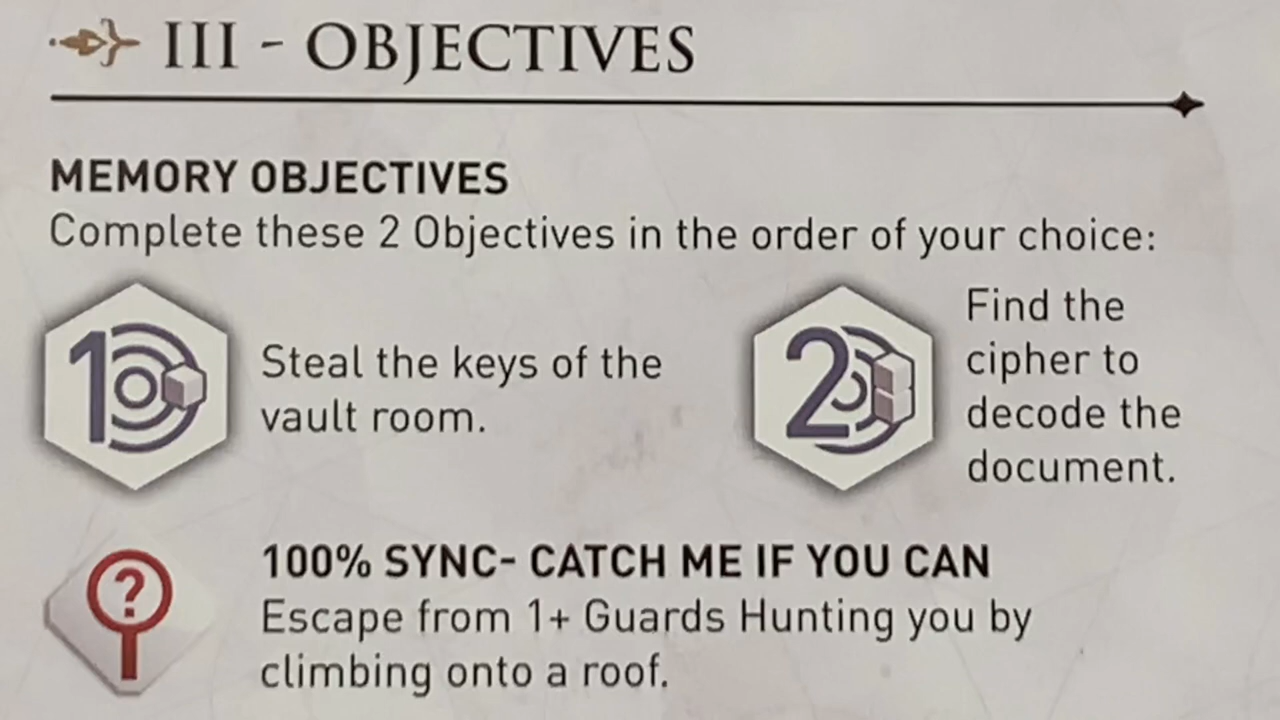 III - OBJECTIVES
MEMORY OBJECTIVES
Complete these 2 Objectives in the order of your choice:
1
Steal the keys of the
vault room.
2
Find the
cipher to
decode the
document.
?
100% SYNC- CATCH ME IF YOU CAN
Escape from 1+ Guards Hunting you by
climbing onto a roof.